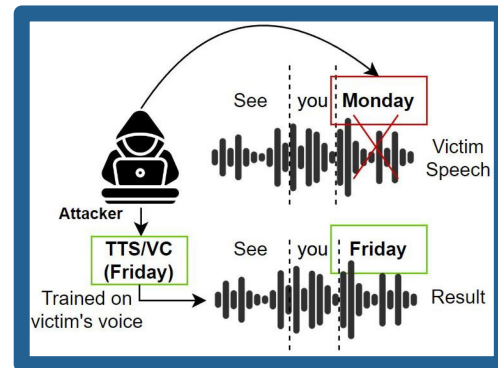 See you Monday
Victim
Speech
Attacker
TTS/VC
(Friday)
Trained on
victim's voice
See you Friday
Result